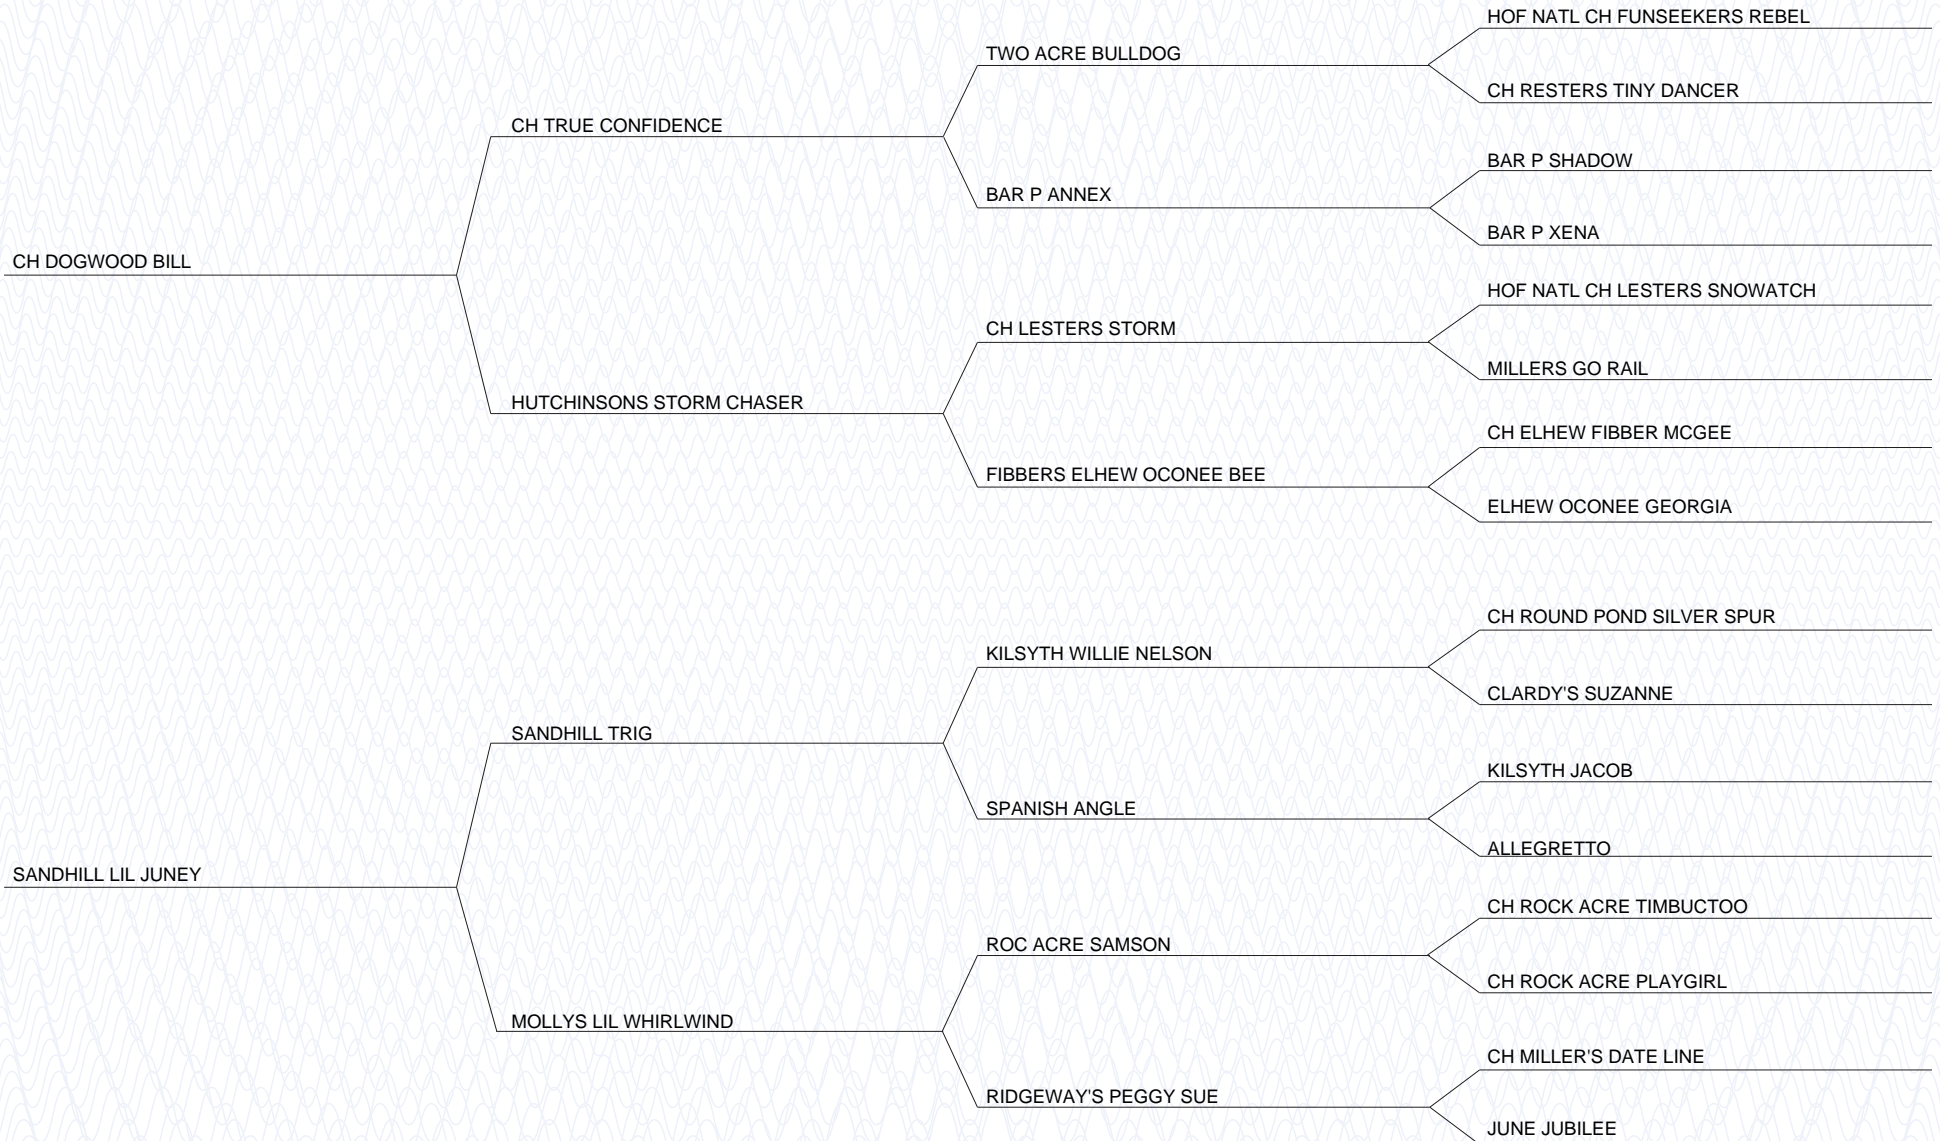 HOF NATL CH FUNSEEKERS REBEL
TWO ACRE BULLDOG
CH RESTERS TINY DANCER
CH TRUE CONFIDENCE
BAR P SHADOW
BAR P ANNEX
BAR P XENA
CH DOGWOOD BILL
HOF NATL CH LESTERS SNOWATCH
CH LESTERS STORM
MILLERS GO RAIL
HUTCHINSONS STORM CHASER
CH ELHEW FIBBER MCGEE
FIBBERS ELHEW OCONEE BEE
ELHEW OCONEE GEORGIA
CH ROUND POND SILVER SPUR
KILSYTH WILLIE NELSON
CLARDY'S SUZANNE
SANDHILL TRIG
KILSYTH JACOB
SPANISH ANGLE
ALLEGRETTO
SANDHILL LIL JUNEY
CH ROCK ACRE TIMBUCTOO
ROC ACRE SAMSON
CH ROCK ACRE PLAYGIRL
MOLLYS LIL WHIRLWIND
CH MILLER'S DATE LINE
RIDGEWAY'S PEGGY SUE
JUNE JUBILEE